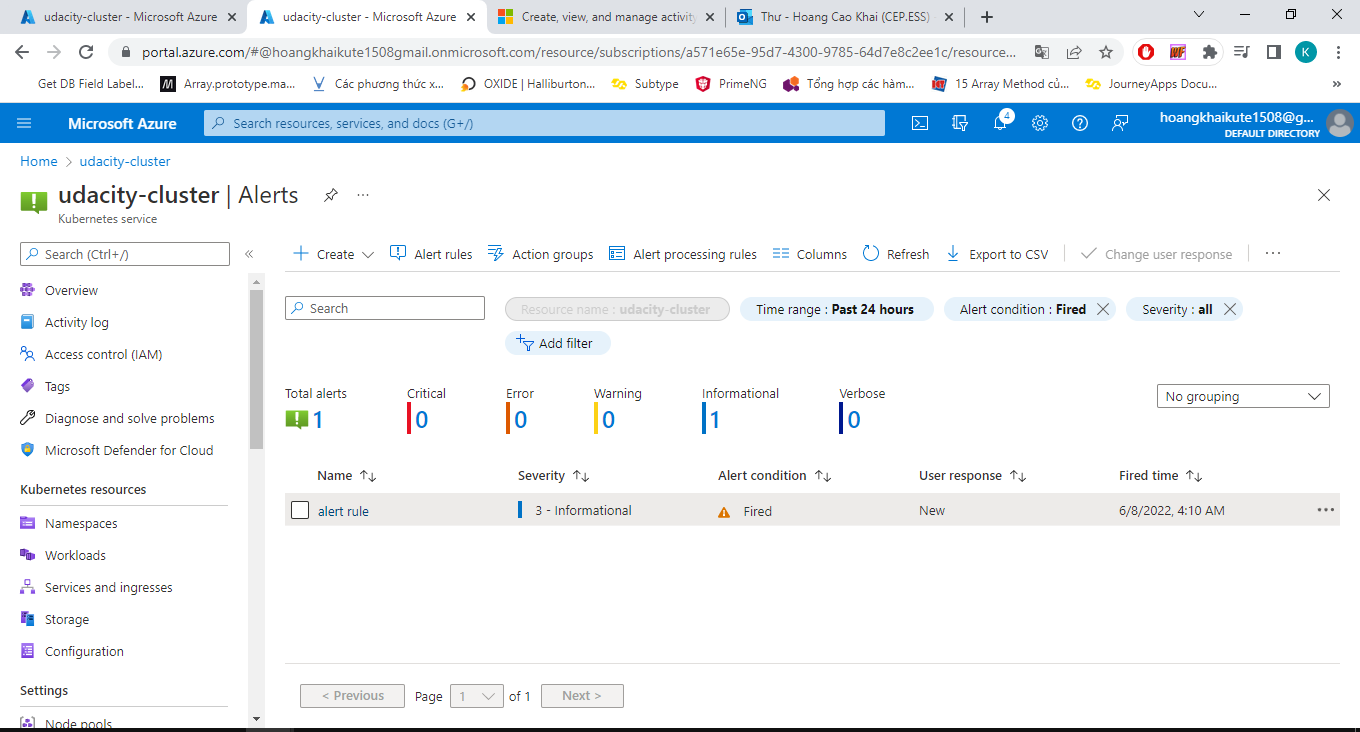 udacity-cluster - Microsoft Azure
udacity-cluster - Microsoft Azure
Create, view, and manage activity
Thư - Hoang Cao Khai (CEP.ESS)
portal.azure.com/#@hoangkhaikute1508gmail.onmicrosoft.com/resource/subscriptions/a571e65e-95d7-4300-9785-64d7e8c2ee1c/resource...
K
Get DB Field Label...
M Array.prototype.ma...
Các phương thức x...
OXIDE | Halliburton...
Subtype
PrimeNG
Tổng hợp các hàm...
15 Array Method củ...
JourneyApps Docu...
»
Microsoft Azure
Search resources, services, and docs (G+/)
4
hoangkhaikute1508@g...
DEFAULT DIRECTORY
Home > udacity-cluster
udacity-cluster | Alerts
...
Kubernetes service
Search (Ctrl+/)
«
Overview
Activity log
Access control (IAM)
Tags
Diagnose and solve problems
Microsoft Defender for Cloud
Kubernetes resources
Namespaces
Workloads
Services and ingresses
Storage
Configuration
Settings
Node pools
Create
Alert rules
Action groups
Alert processing rules
Columns
Refresh
Export to CSV
Change user response
...
Search
Resource name : udacity-cluster
Time range : Past 24 hours
Alert condition : Fired
Severity : all
Add filter
Total alerts
1
Critical
0
Error
0
Warning
0
Informational
1
Verbose
0
No grouping
Name ↑↓ Severity ↑↓ Alert condition ↑↓ User response ↑↓ Fired time ↑↓
alert rule 3 - Informational Fired New 6/8/2022, 4:10 AM ...
< Previous Page 1 of 1 Next >